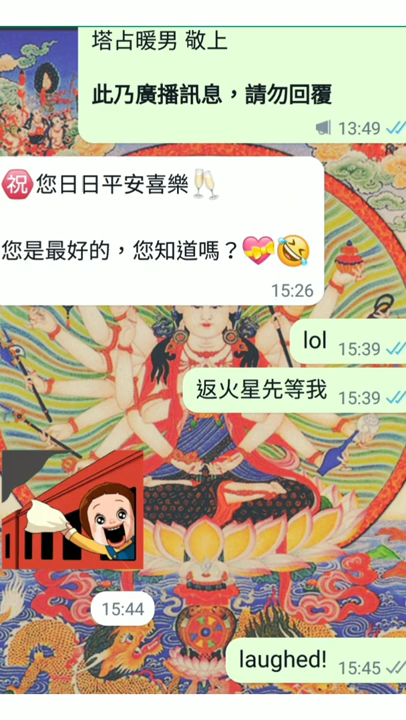 塔占暖男 敬上
此乃廣播訊息，請勿回覆
13:49
㊗️您日日平安喜樂🥂
您是最好的，您知道嗎？💝🤣
15:26
lol
15:39
返火星先等我
15:39
15:44
laughed!
15:45